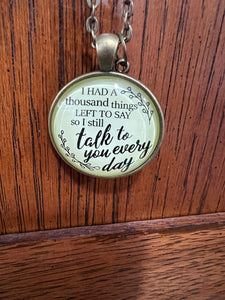 I HAD A
thousand things
LEFT TO SAY
so I still
talk to
you every
day